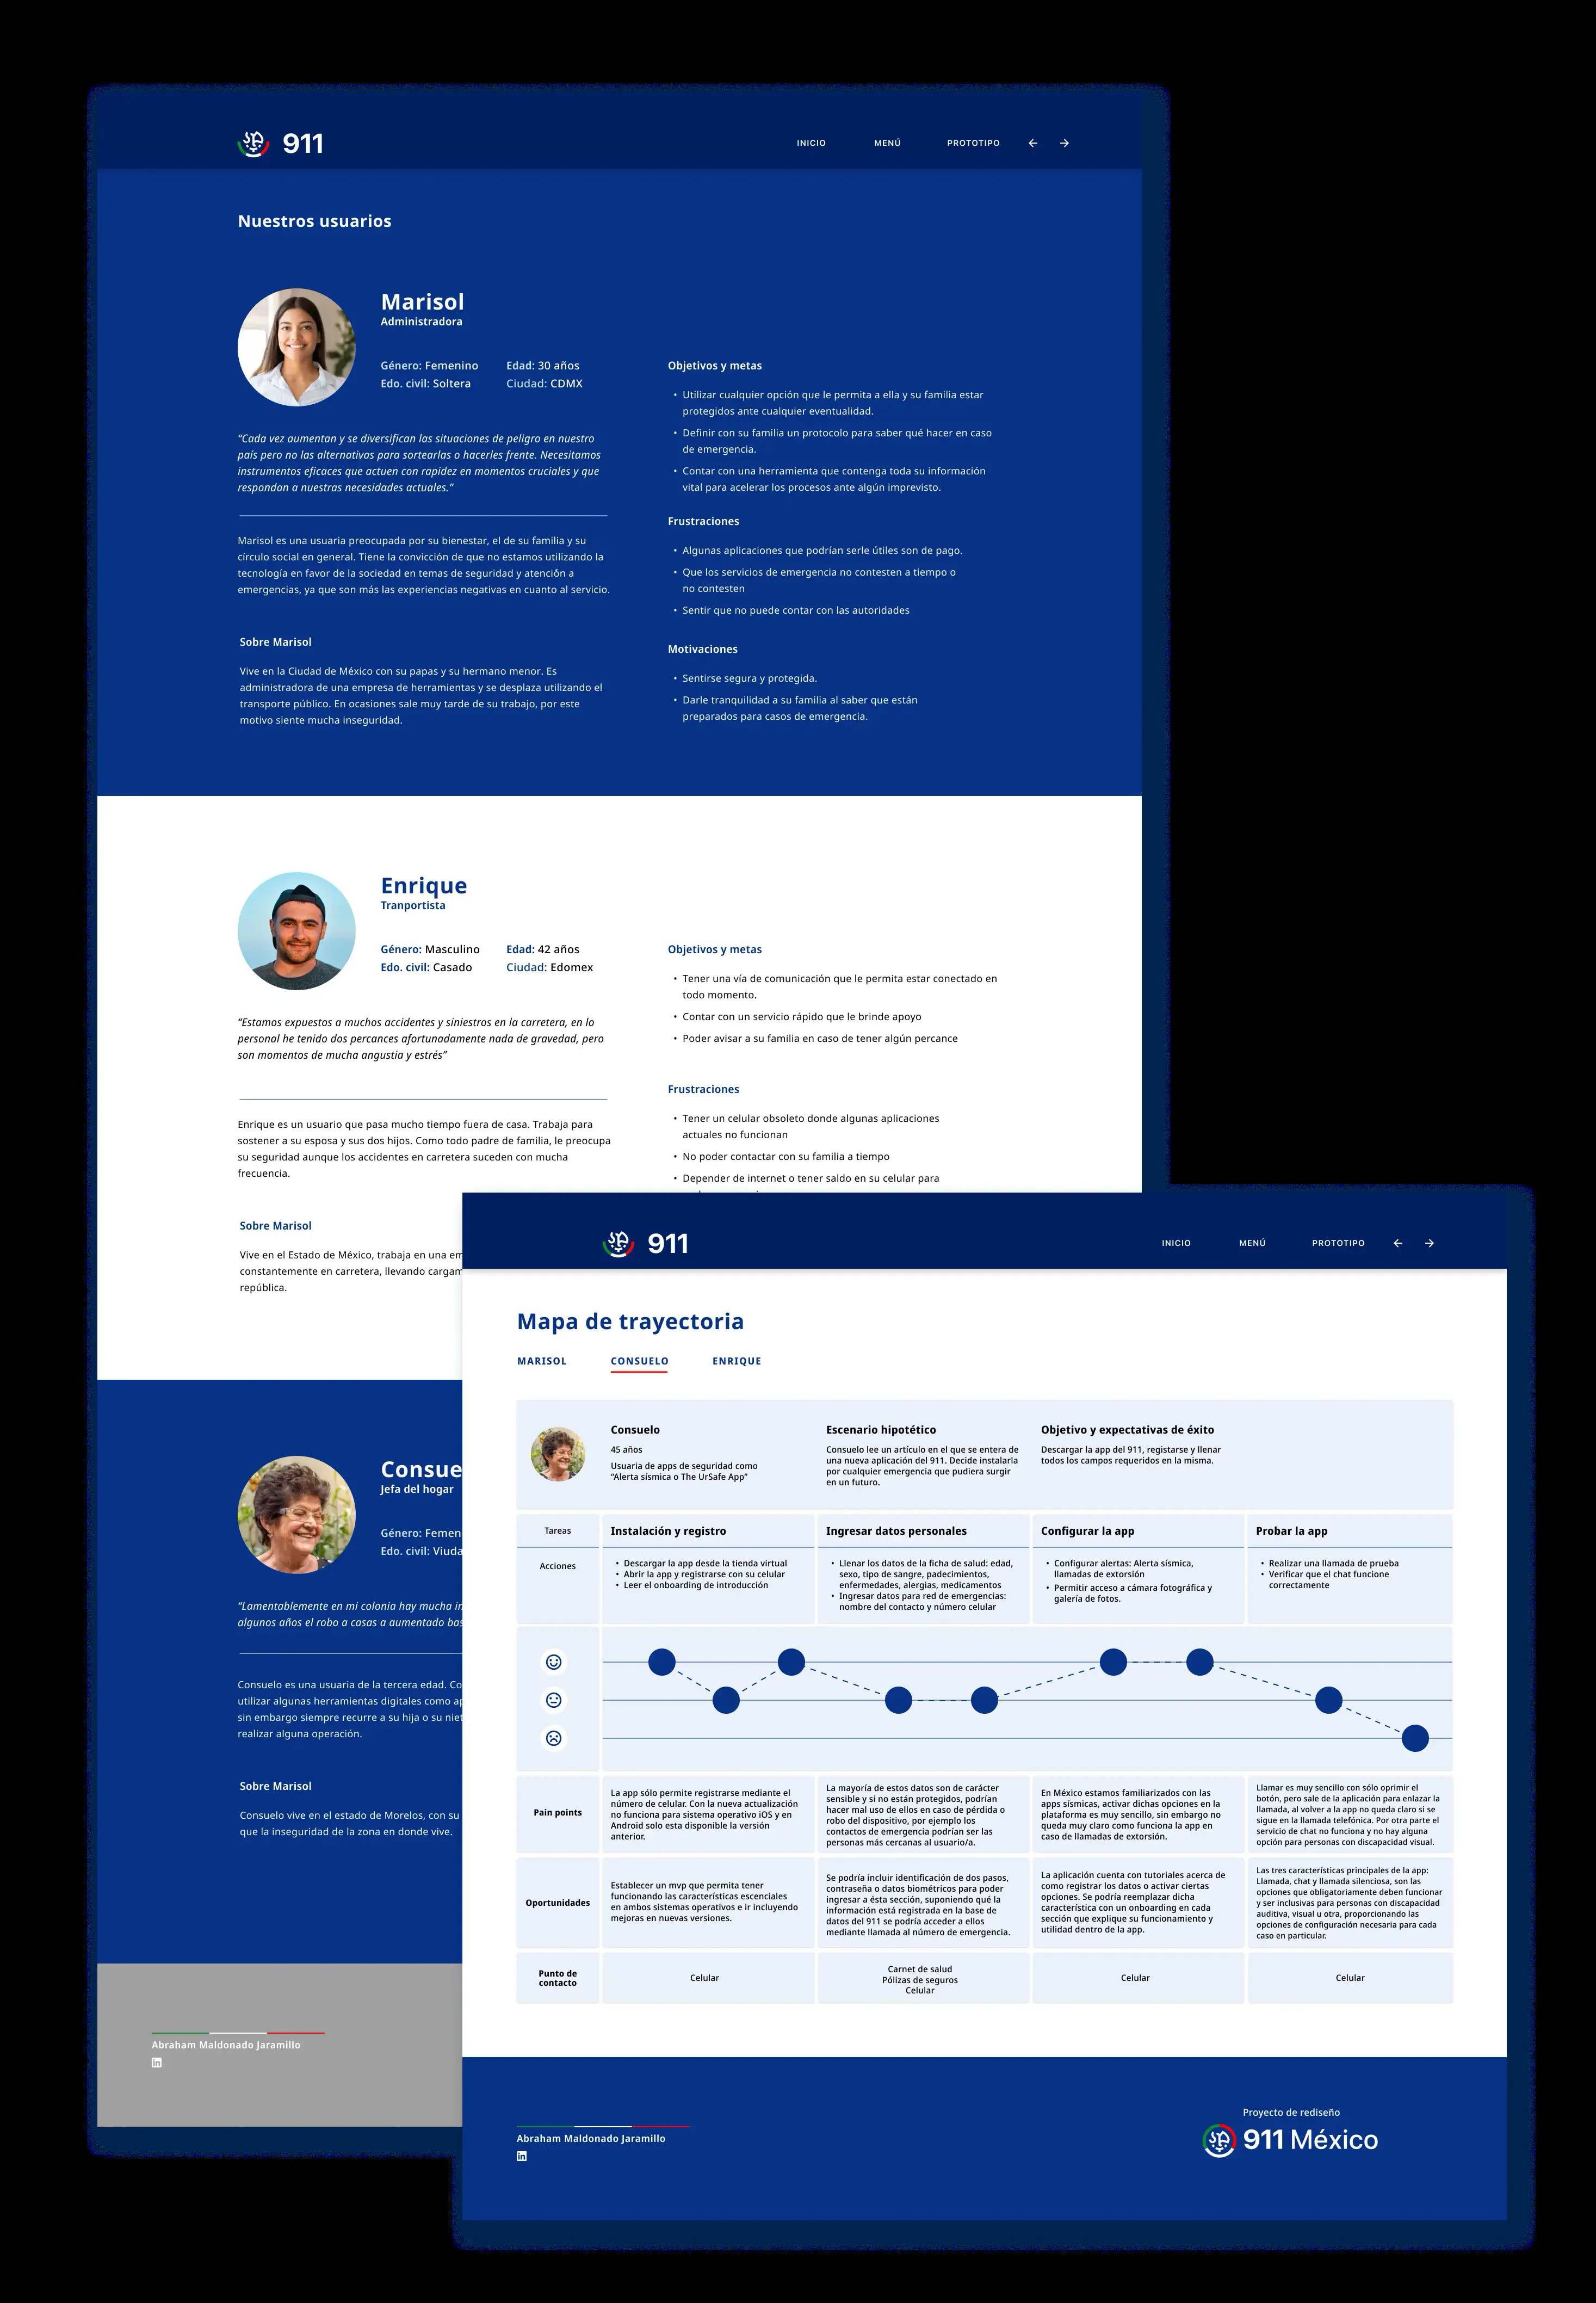 911
INICIO
MENÚ
PROTOTIPO
Nuestros usuarios
Marisol
Administradora
Género: Femenino
Edad: 30 años
Edo. civil: Soltera
Ciudad: CDMX
“Cada vez aumentan y se diversifican las situaciones de peligro en nuestro
país pero no las alternativas para sortearlas o hacerles frente. Necesitamos
instrumentos eficaces que actuen con rapidez en momentos cruciales y que
respondan a nuestras necesidades actuales.”
Marisol es una usuaria preocupada por su bienestar, el de su familia y su
círculo social en general. Tiene la convicción de que no estamos utilizando la
tecnología en favor de la sociedad en temas de seguridad y atención a
emergencias, ya que son más las experiencias negativas en cuanto al servicio.
Sobre Marisol
Vive en la Ciudad de México con su papas y su hermano menor. Es
administradora de una empresa de herramientas y se desplaza utilizando el
transporte público. En ocasiones sale muy tarde de su trabajo, por este
motivo siente mucha inseguridad.
Objetivos y metas
• Utilizar cualquier opción que le permita a ella y su familia estar
protegidos ante cualquier eventualidad.
• Definir con su familia un protocolo para saber qué hacer en caso
de emergencia.
• Contar con una herramienta que contenga toda su información
vital para acelerar los procesos ante algún imprevisto.
Frustraciones
• Algunas aplicaciones que podrían serle útiles son de pago.
• Que los servicios de emergencia no contesten a tiempo o
no contesten
• Sentir que no puede contar con las autoridades
Motivaciones
• Sentirse segura y protegida.
• Darle tranquilidad a su familia al saber que están
preparados para casos de emergencia.
Enrique
Tranportista
Género: Masculino
Edad: 42 años
Edo. civil: Casado
Ciudad: Edomex
“Estamos expuestos a muchos accidentes y siniestros en la carretera, en lo
personal he tenido dos percances afortunadamente nada de gravedad, pero
son momentos de mucha angustia y estrés”
Enrique es un usuario que pasa mucho tiempo fuera de casa. Trabaja para
sostener a su esposa y sus dos hijos. Como todo padre de familia, le preocupa
su seguridad aunque los accidentes en carretera suceden con mucha
frecuencia.
Sobre Marisol
Vive en el Estado de México, trabaja en una em
constantemente en carretera, llevando cargam
república.
Objetivos y metas
• Tener una vía de comunicación que le permita estar conectado en
todo momento.
• Contar con un servicio rápido que le brinde apoyo
• Poder avisar a su familia en caso de tener algún percance
Frustraciones
• Tener un celular obsoleto donde algunas aplicaciones
actuales no funcionan
• No poder contactar con su familia a tiempo
• Depender de internet o tener saldo en su celular para
Consue
Jefa del hogar
Género: Femen
Edo. civil: Viuda
“Lamentablemente en mi colonia hay mucha in
algunos años el robo a casas a aumentado bas
Consuelo es una usuaria de la tercera edad. Co
utilizar algunas herramientas digitales como ap
sin embargo siempre recurre a su hija o su niet
realizar alguna operación.
Sobre Marisol
Consuelo vive en el estado de Morelos, con su
que la inseguridad de la zona en donde vive.
Abraham Maldonado Jaramillo
in
911
INICIO
MENÚ
PROTOTIPO
Mapa de trayectoria
MARISOL
CONSUELO
ENRIQUE
Consuelo
45 años
Usuaria de apps de seguridad como
“Alerta sísmica o The UrSafe App”
Escenario hipotético
Consuelo lee un artículo en el que se entera de
una nueva aplicación del 911. Decide instalarla
por cualquier emergencia que pudiera surgir
en un futuro.
Objetivo y expectativas de éxito
Descargar la app del 911, registarse y llenar
todos los campos requeridos en la misma.
Tareas
Instalación y registro
Ingresar datos personales
Configurar la app
Probar la app
Acciones
• Descargar la app desde la tienda virtual
• Abrir la app y registrarse con su celular
• Leer el onboarding de introducción
• Llenar los datos de la ficha de salud: edad,
sexo, tipo de sangre, padecimientos,
enfermedades, alergias, medicamentos
• Ingresar datos para red de emergencias:
nombre del contacto y número celular
• Configurar alertas: Alerta sísmica,
llamadas de extorsión
• Permitir acceso a cámara fotográfica y
galería de fotos.
• Realizar una llamada de prueba
• Verificar que el chat funcione
correctamente
Pain points
La app sólo permite registrarse mediante el
número de celular. Con la nueva actualización
no funciona para sistema operativo iOS y en
Android solo esta disponible la versión
anterior.
La mayoría de estos datos son de carácter
sensible y si no están protegidos, podrían
hacer mal uso de ellos en caso de pérdida o
robo del dispositivo, por ejemplo los
contactos de emergencia podrían ser las
personas más cercanas al usuario/a.
En México estamos familiarizados con las
apps sísmicas, activar dichas opciones en la
plataforma es muy sencillo, sin embargo no
queda muy claro como funciona la app en
caso de llamadas de extorsión.
Llamar es muy sencillo con sólo oprimir el
botón, pero sale de la aplicación para enlazar la
llamada, al volver a la app no queda claro si se
sigue en la llamada telefónica. Por otra parte el
servicio de chat no funciona y no hay alguna
opción para personas con discapacidad visual.
Oportunidades
Establecer un mvp que permita tener
funcionando las características escenciales
en ambos sistemas operativos e ir incluyendo
mejoras en nuevas versiones.
Se podría incluir identificación de dos pasos,
contraseña o datos biométricos para poder
ingresar a ésta sección, suponiendo qué la
información está registrada en la base de
datos del 911 se podría acceder a ellos
mediante llamada al número de emergencia.
La aplicación cuenta con tutoriales acerca de
como registrar los datos o activar ciertas
opciones. Se podría reemplazar dicha
característica con un onboarding en cada
sección que explique su funcionamiento y
utilidad dentro de la app.
Las tres características principales de la app:
Llamada, chat y llamada silenciosa, son las
opciones que obligatoriamente deben funcionar
y ser inclusivas para personas con discapacidad
auditiva, visual u otra, proporcionando las
opciones de configuración necesaria para cada
caso en particular.
Punto de
contacto
Celular
Carnet de salud
Pólizas de seguros
Celular
Celular
Celular
Abraham Maldonado Jaramillo
in
Proyecto de rediseño
911 México